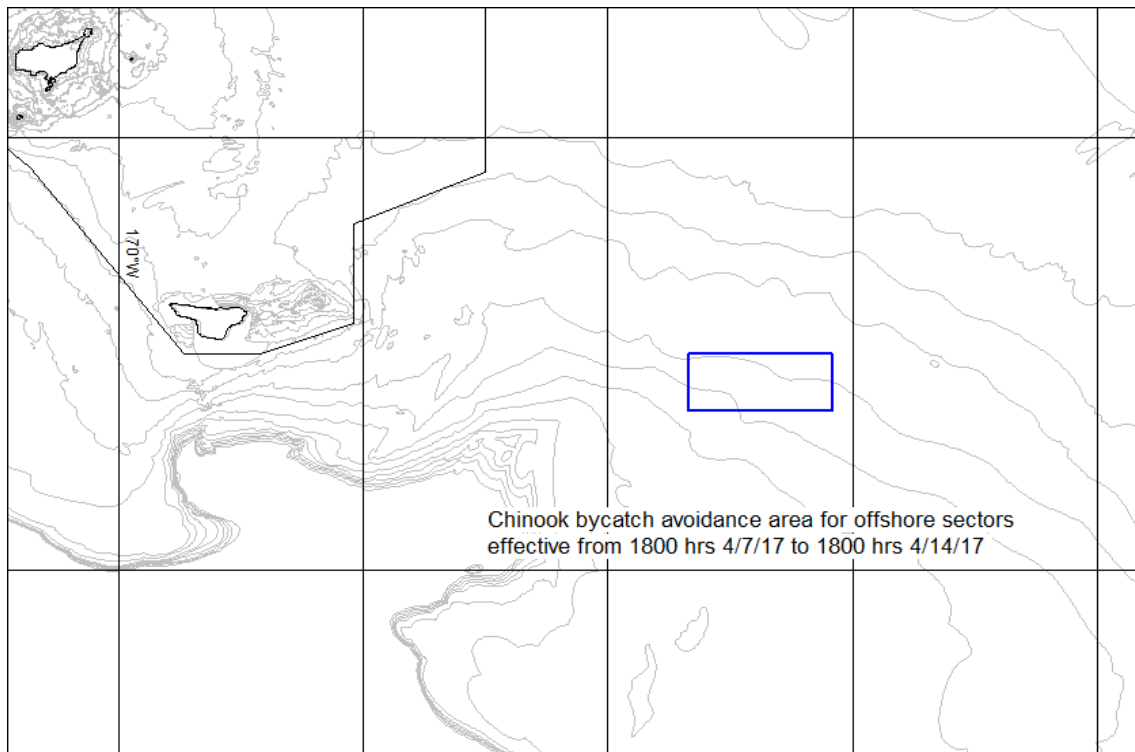 170°W
Chinook bycatch avoidance area for offshore sectors
effective from 1800 hrs 4/7/17 to 1800 hrs 4/14/17